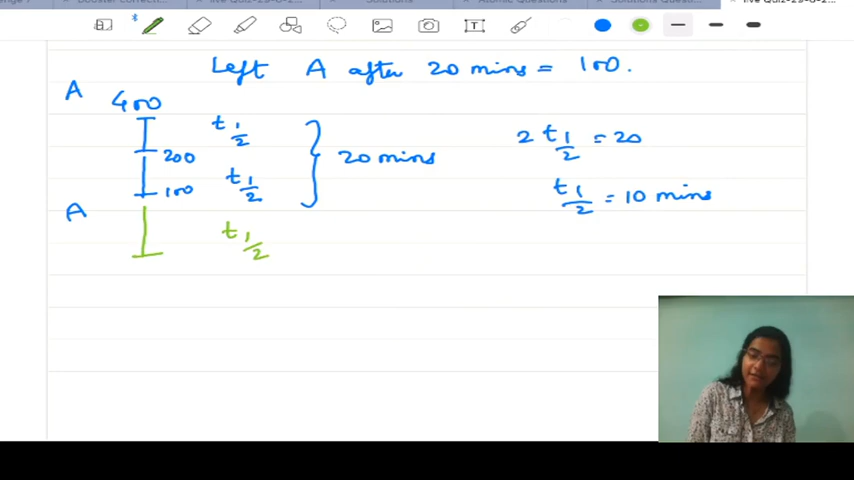 Left A after 20 mins = 100.
A 400
t 1/2
200
20 mins
2 t 1/2 = 20
t 1/2
100
t 1/2 = 10 mins
A
t 1/2